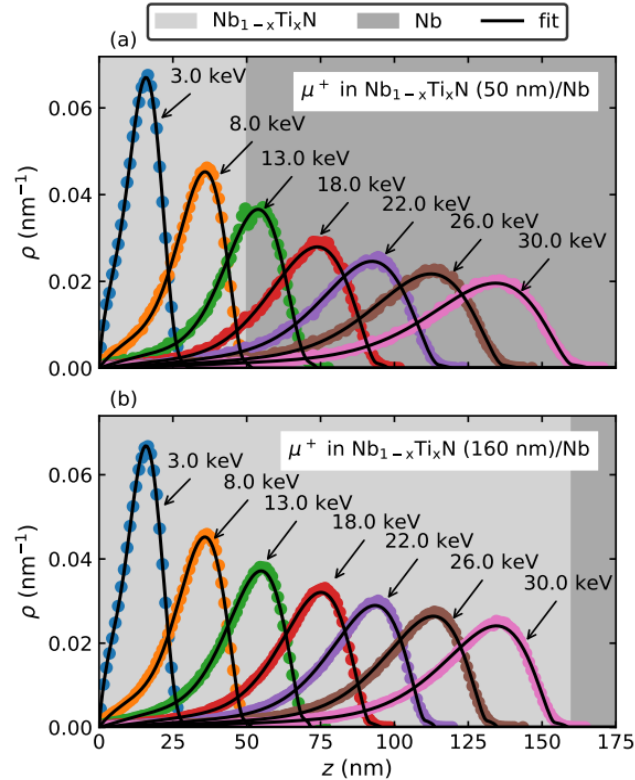 Nb₁₋ₓTiₓN Nb fit
(a)
μ⁺ in Nb₁₋ₓTiₓN (50 nm)/Nb
3.0 keV
8.0 keV
13.0 keV
18.0 keV
22.0 keV
26.0 keV
30.0 keV
ρ (nm⁻¹)
0.06
0.04
0.02
0.00
(b)
μ⁺ in Nb₁₋ₓTiₓN (160 nm)/Nb
3.0 keV
8.0 keV
13.0 keV
18.0 keV
22.0 keV
26.0 keV
30.0 keV
ρ (nm⁻¹)
0.06
0.04
0.02
0.00
0 25 50 75 100 125 150 175
z (nm)